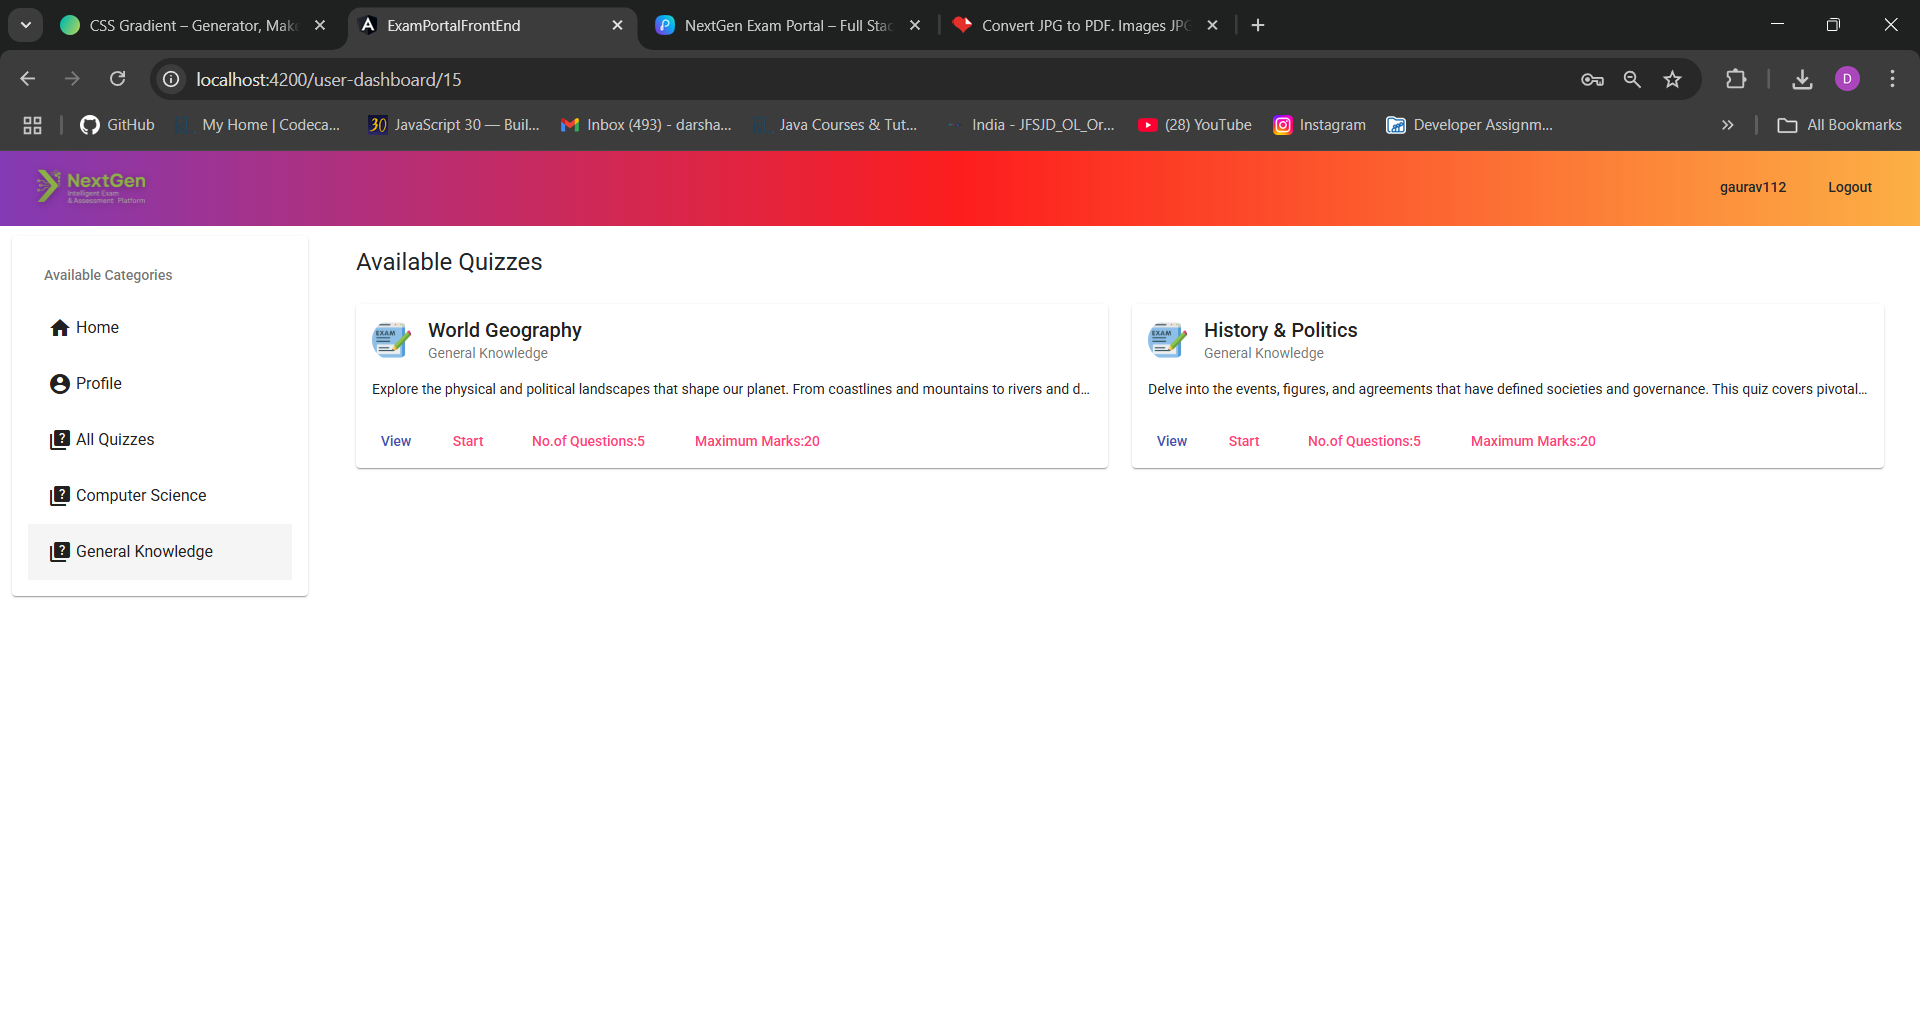 CSS Gradient – Generator, Make
ExamPortalFrontEnd
NextGen Exam Portal – Full Stac
Convert JPG to PDF. Images JPG
localhost:4200/user-dashboard/15
D
GitHub
My Home | Codeca...
30
JavaScript 30 — Buil...
Inbox (493) - darsha...
Java Courses & Tut...
India - JFSJD_OL_Or...
(28) YouTube
Instagram
Developer Assignm...
All Bookmarks
NextGen
Intelligent Exam
& Assessment Platform
gaurav112
Logout
Available Categories
Home
Profile
All Quizzes
Computer Science
General Knowledge
Available Quizzes
EXAM
World Geography
General Knowledge
Explore the physical and political landscapes that shape our planet. From coastlines and mountains to rivers and d...
View
Start
No.of Questions:5
Maximum Marks:20
EXAM
History & Politics
General Knowledge
Delve into the events, figures, and agreements that have defined societies and governance. This quiz covers pivotal...
View
Start
No.of Questions:5
Maximum Marks:20